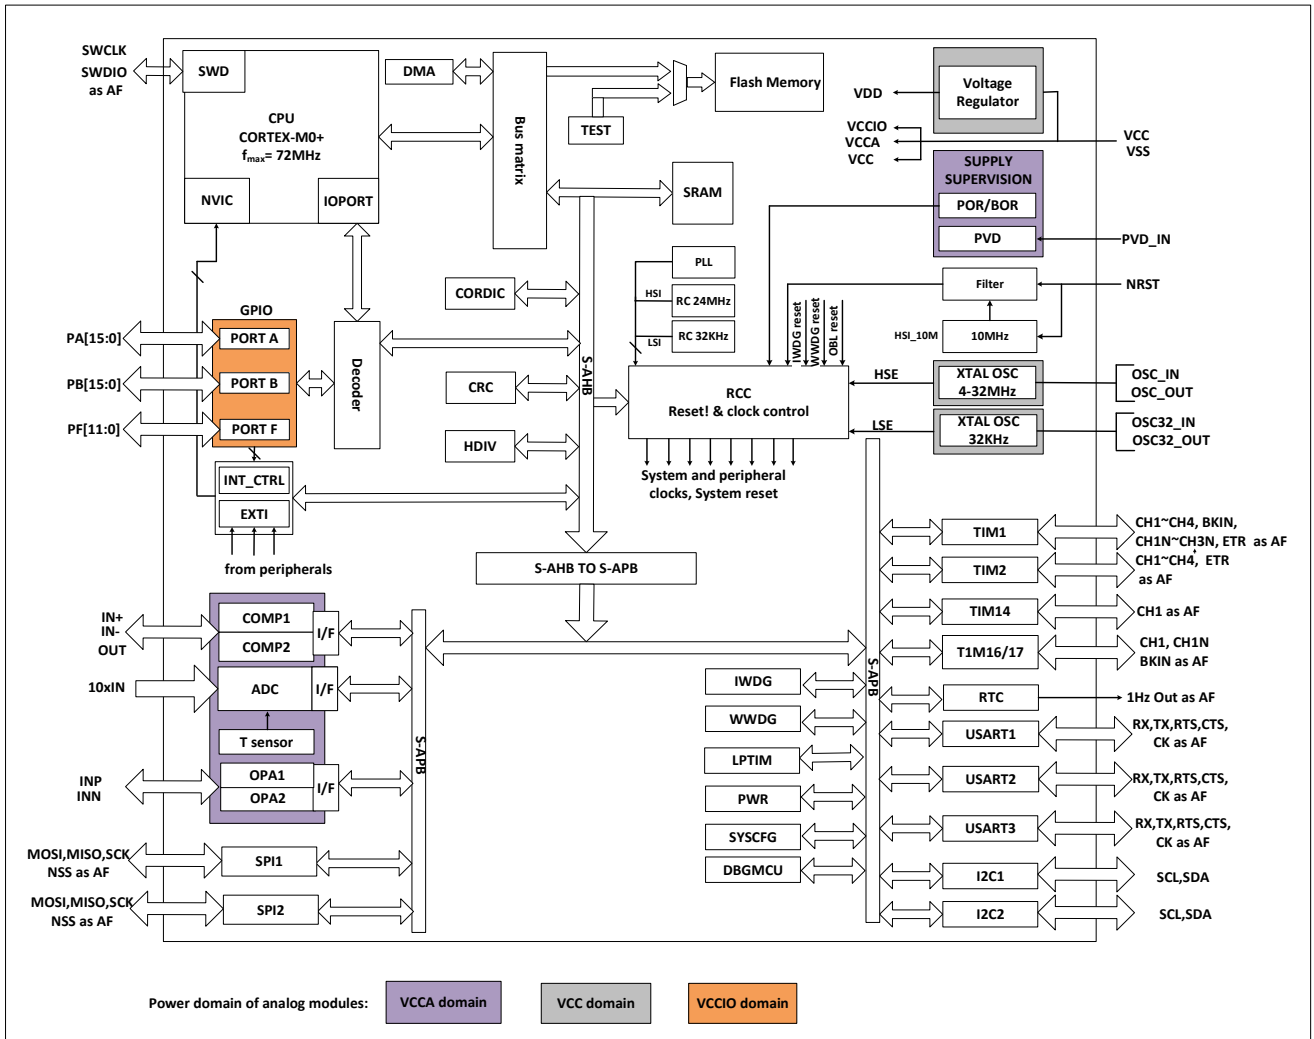 SWCLK
SWDIO
as AF
SWD
CPU
CORTEX-M0+
fmax= 72MHz
NVIC
IOPORT
DMA
Bus matrix
TEST
Flash Memory
SRAM
Voltage
Regulator
VDD
VCCIO
VCCA
VCC
VCC
VSS
SUPPLY
SUPERVISION
POR/BOR
PVD
PVD_IN
PLL
HSI
RC 24MHz
LSI
RC 32KHz
Filter
NRST
HSI_10M
10MHz
IWDG reset
WWDG reset
OBL reset
GPIO
PA[15:0]
PORT A
PB[15:0]
PORT B
PF[11:0]
PORT F
Decoder
CORDIC
CRC
HDIV
S-AHB
RCC
Reset! & clock control
HSE
XTAL OSC
4-32MHz
OSC_IN
OSC_OUT
LSE
XTAL OSC
32KHz
OSC32_IN
OSC32_OUT
System and peripheral
clocks, System reset
INT_CTRL
EXTI
from peripherals
S-AHB TO S-APB
IN+
IN-
OUT
COMP1
COMP2
I/F
10xIN
ADC
I/F
T sensor
INP
INN
OPA1
OPA2
I/F
S-APB
MOSI,MISO,SCK
NSS as AF
SPI1
MOSI,MISO,SCK
NSS as AF
SPI2
IWDG
WWDG
LPTIM
PWR
SYSCFG
DBGMCU
S-APB
TIM1
CH1~CH4, BKIN,
CH1N~CH3N, ETR as AF
TIM2
CH1~CH4, ETR
as AF
TIM14
CH1 as AF
T1M16/17
CH1, CH1N
BKIN as AF
RTC
1Hz Out as AF
USART1
RX,TX,RTS,CTS,
CK as AF
USART2
RX,TX,RTS,CTS,
CK as AF
USART3
RX,TX,RTS,CTS,
CK as AF
I2C1
SCL,SDA
I2C2
SCL,SDA
Power domain of analog modules:
VCCA domain
VCC domain
VCCIO domain